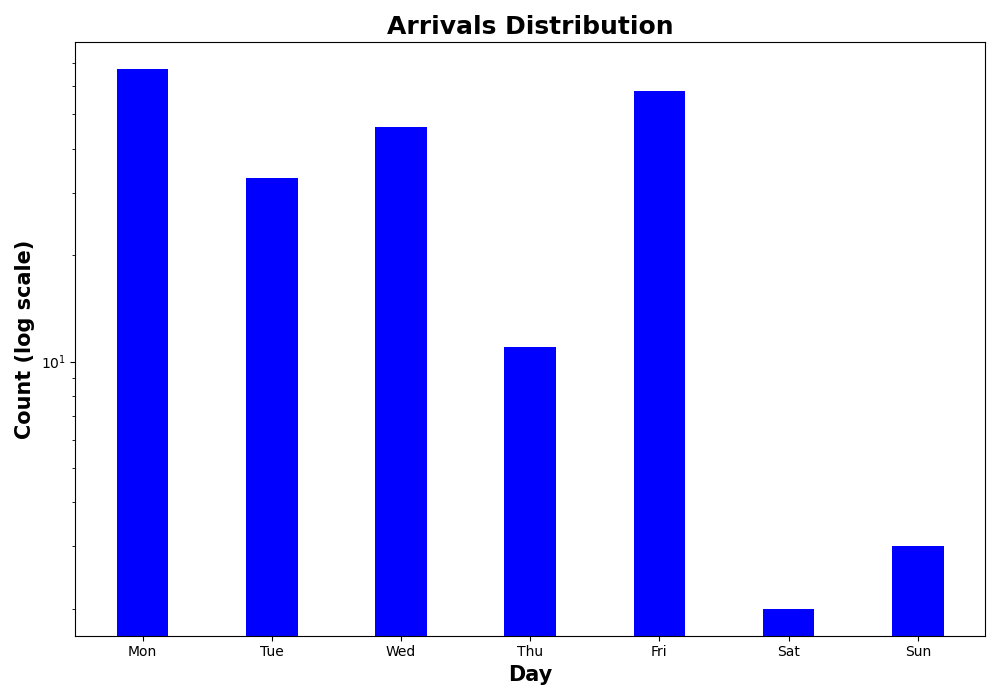 Arrivals Distribution
Count (log scale)
10¹
Mon Tue Wed Thu Fri Sat Sun
Day